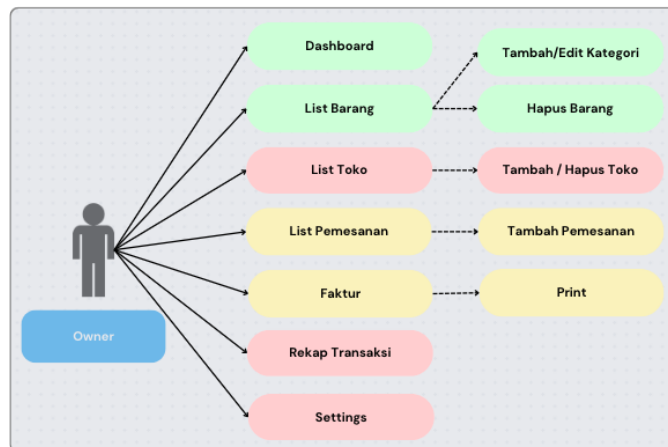 Dashboard
Tambah/Edit Kategori
List Barang
Hapus Barang
List Toko
Tambah / Hapus Toko
List Pemesanan
Tambah Pemesanan
Faktur
Print
Owner
Rekap Transaksi
Settings